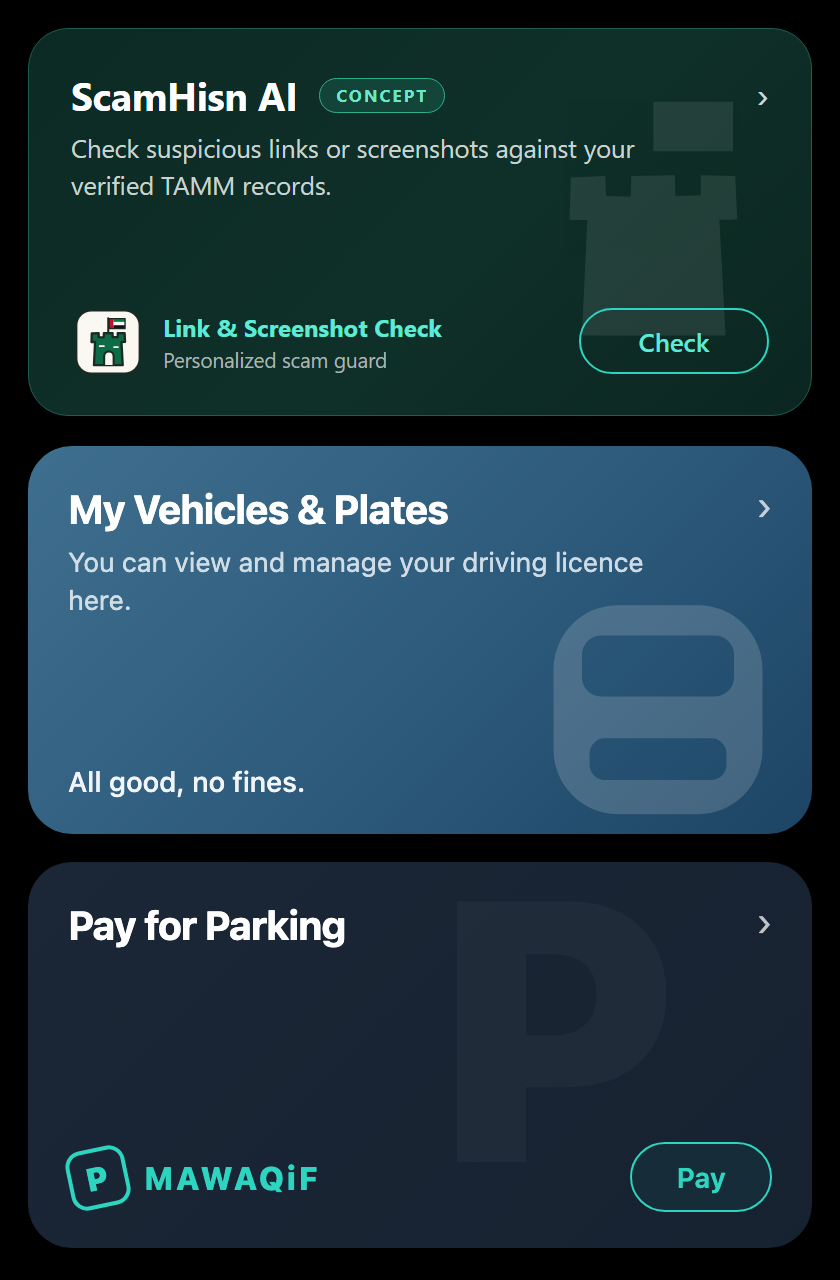 ScamHisn AI CONCEPT
Check suspicious links or screenshots against your
verified TAMM records.
Link & Screenshot Check
Personalized scam guard
Check
My Vehicles & Plates
You can view and manage your driving licence
here.
All good, no fines.
Pay for Parking
P
P MAWAQiF
Pay